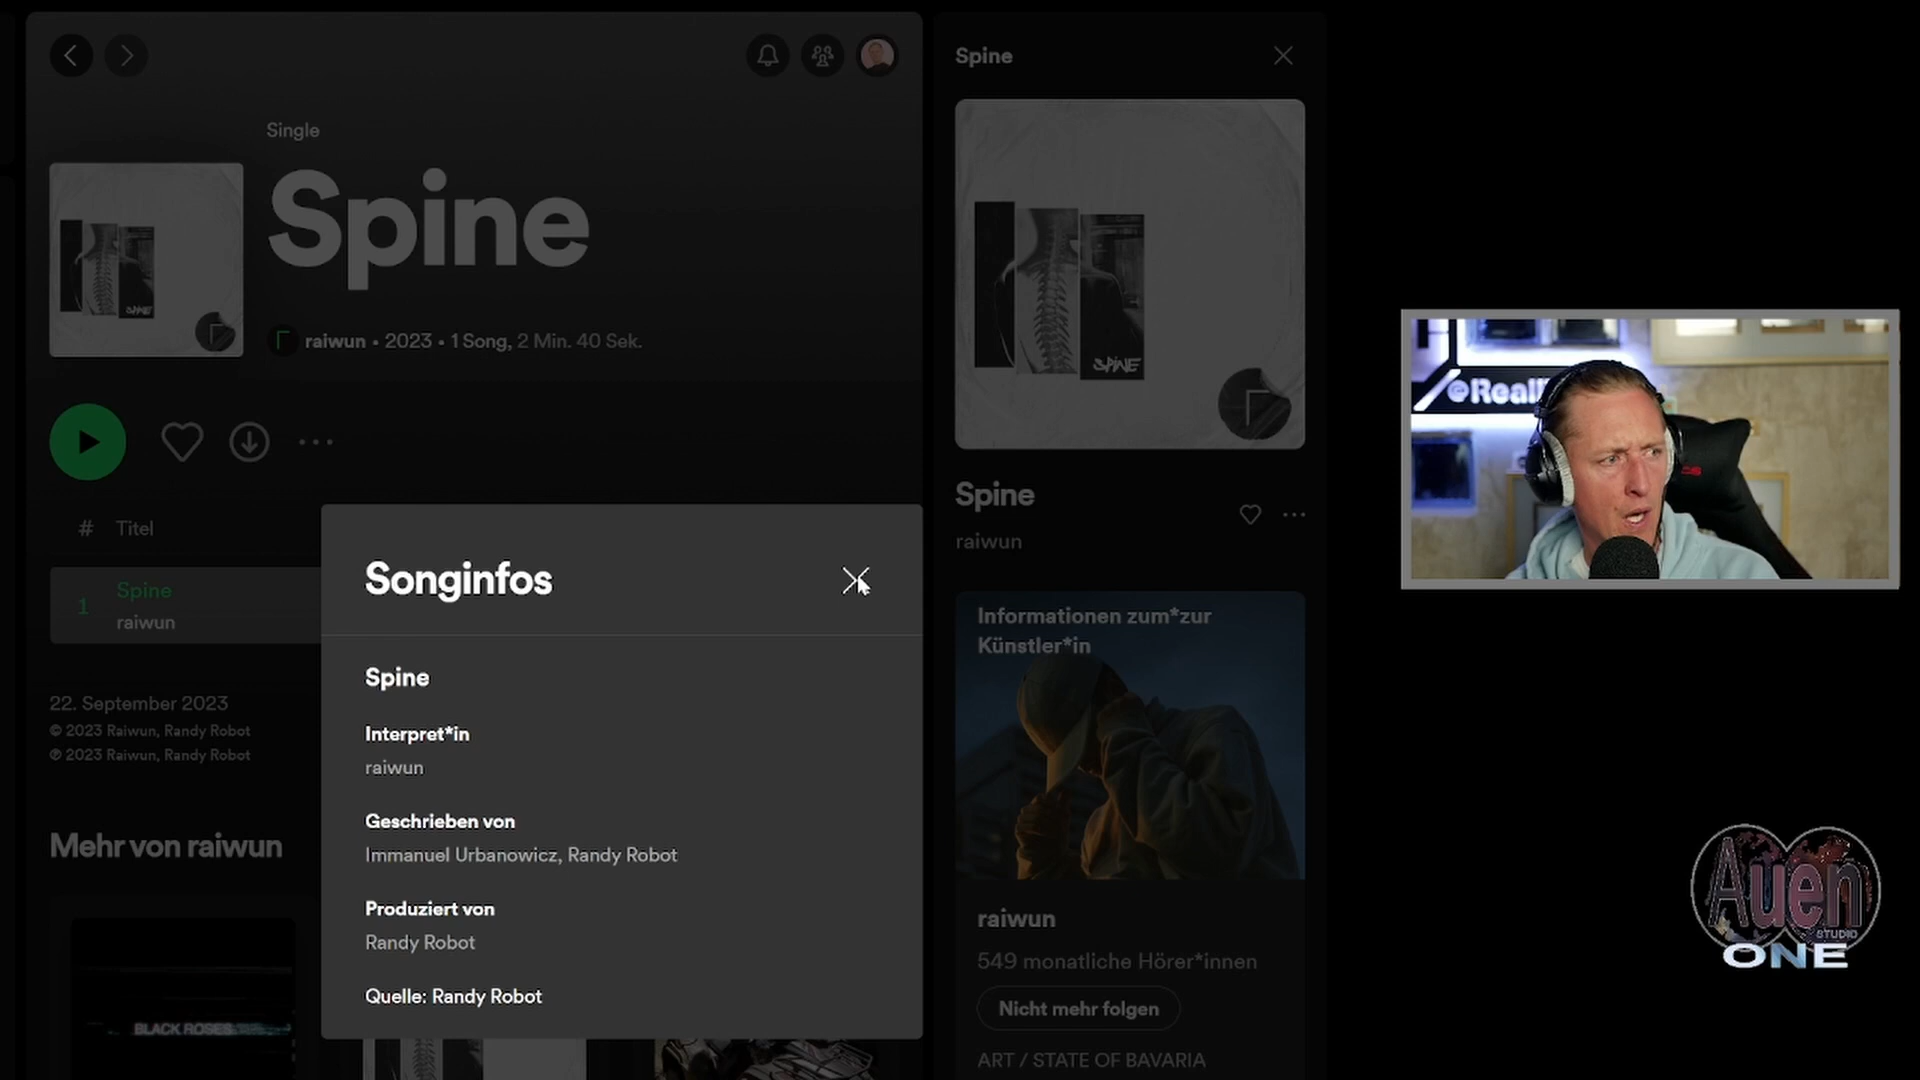 Single
Spine
raiwun • 2023 • 1 Song, 2 Min. 40 Sek.
# Titel
1
Spine
raiwun
22. September 2023
© 2023 Raiwun, Randy Robot
℗ 2023 Raiwun, Randy Robot
Mehr von raiwun
BLACK ROSES
Songinfos
Spine
Interpret*in
raiwun
Geschrieben von
Immanuel Urbanowicz, Randy Robot
Produziert von
Randy Robot
Quelle: Randy Robot
Spine
SPINE
Spine
raiwun
Informationen zum*zur
Künstler*in
raiwun
549 monatliche Hörer*innen
Nicht mehr folgen
ART / STATE OF BAVARIA
Auen
STUDIO
ONE